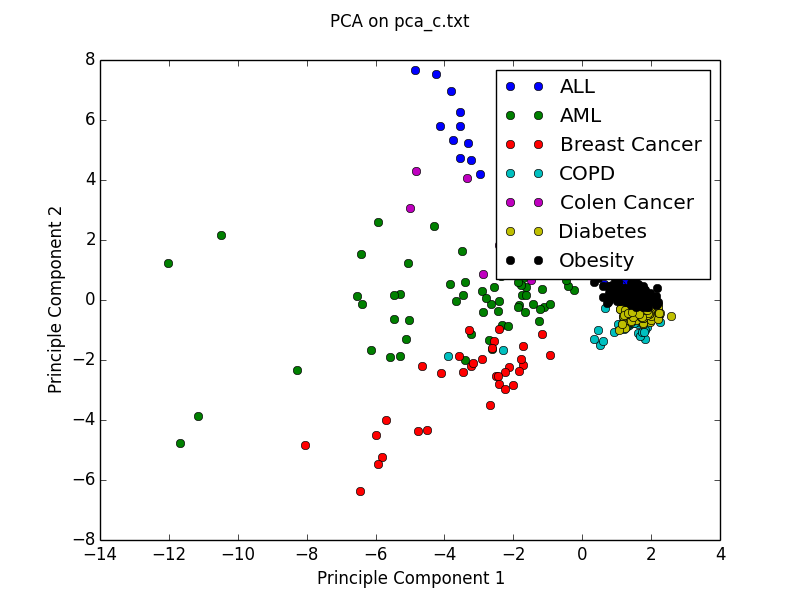 PCA on pca_c.txt
8
6
4
2
0
−2
−4
−6
−8
Principle Component 2
ALL
AML
Breast Cancer
COPD
Colen Cancer
Diabetes
Obesity
−14 −12 −10 −8 −6 −4 −2 0 2 4
Principle Component 1